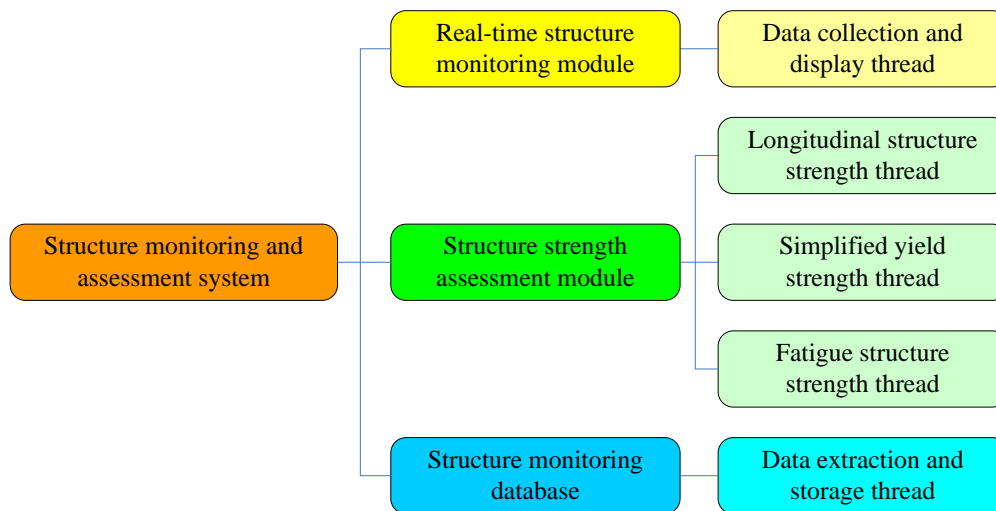 Real-time structure
monitoring module
Data collection and
display thread
Longitudinal structure
strength thread
Structure monitoring and
assessment system
Structure strength
assessment module
Simplified yield
strength thread
Fatigue structure
strength thread
Structure monitoring
database
Data extraction and
storage thread